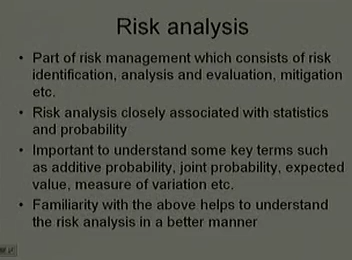 Risk analysis
• Part of risk management which consists of risk
identification, analysis and evaluation, mitigation
etc.
• Risk analysis closely associated with statistics
and probability
• Important to understand some key terms such
as additive probability, joint probability, expected
value, measure of variation etc.
• Familiarity with the above helps to understand
the risk analysis in a better manner